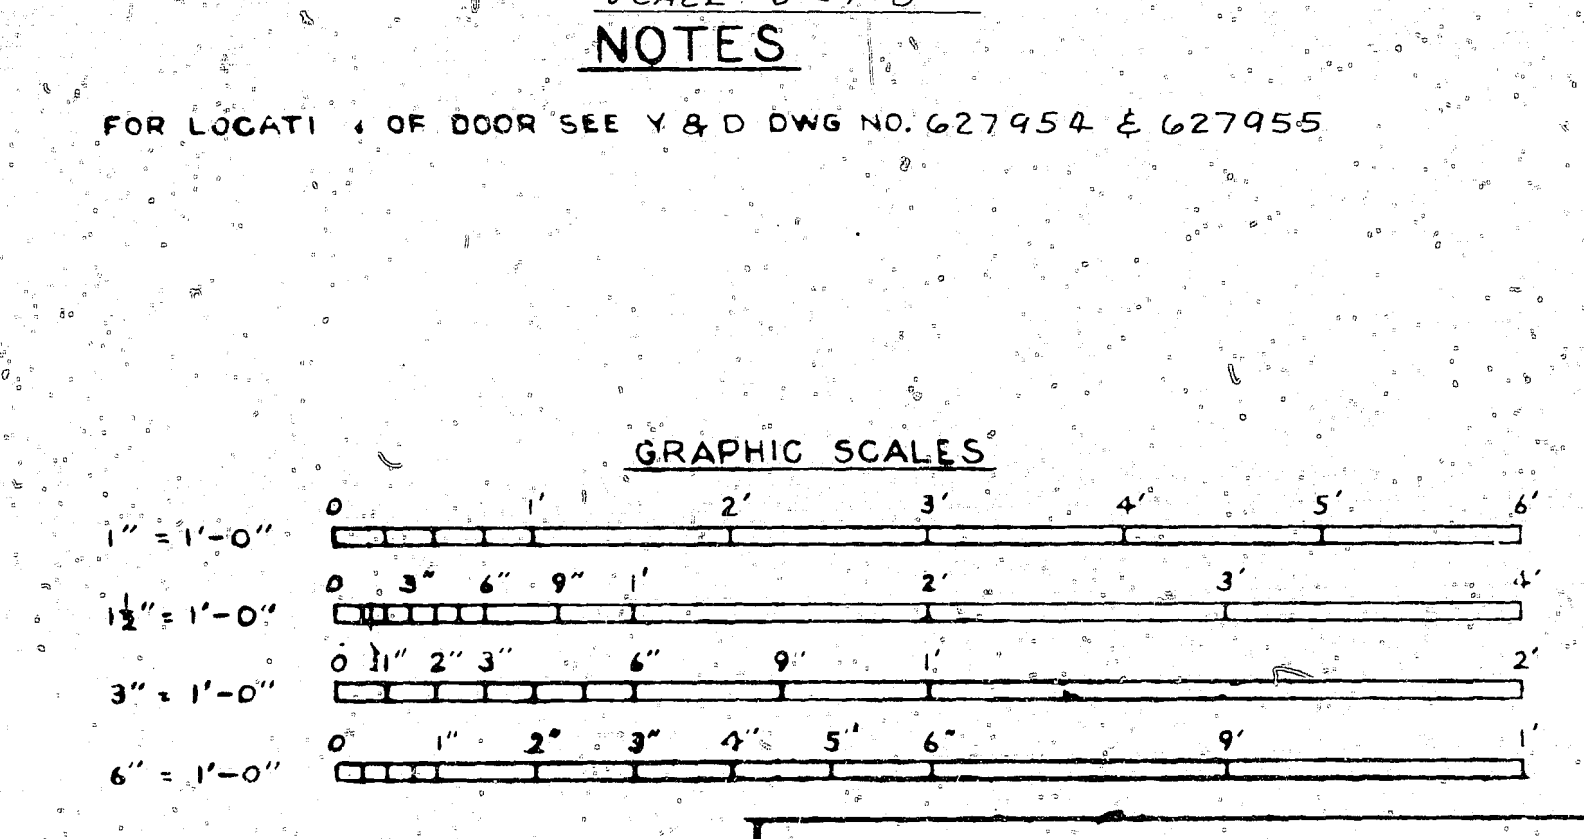 NOTES
FOR LOCATI OF DOOR SEE Y & D DWG NO. 627954 & 627955
GRAPHIC SCALES
0 1' 2' 3' 4' 5' 6'
1" = 1'-0"
0 3" 6" 9" 1' 2' 3' 4'
1½" = 1'-0"
0 1" 2" 3" 6" 9" 1' 2'
3" = 1'-0"
0 1" 2" 3" 4" 5" 6" 9' 1'
6" = 1'-0"